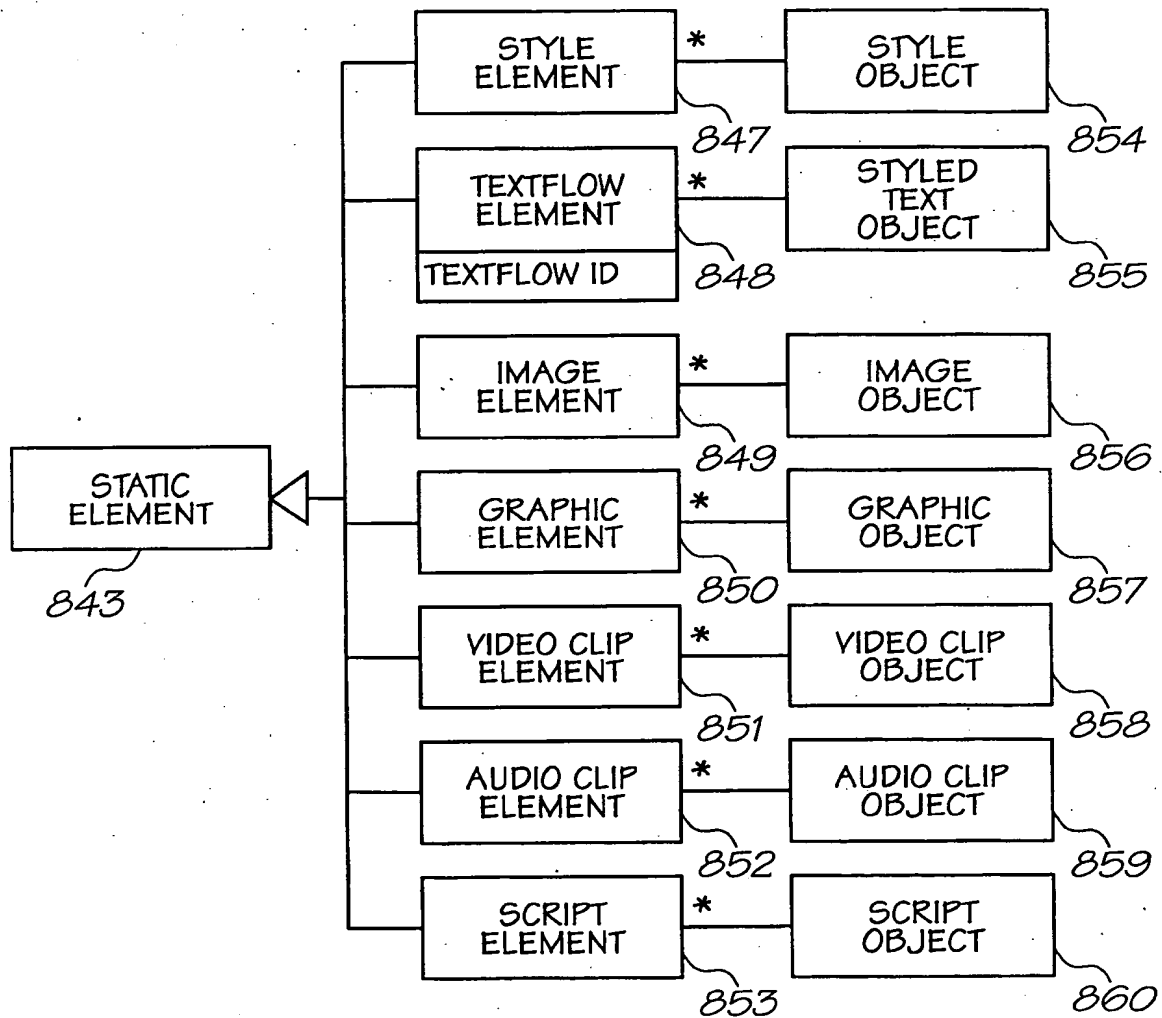 STYLE
ELEMENT
*
847
STYLE
OBJECT
854
TEXTFLOW
ELEMENT
TEXTFLOW ID
*
848
STYLED
TEXT
OBJECT
855
IMAGE
ELEMENT
*
849
IMAGE
OBJECT
856
STATIC
ELEMENT
843
GRAPHIC
ELEMENT
*
850
GRAPHIC
OBJECT
857
VIDEO CLIP
ELEMENT
*
851
VIDEO CLIP
OBJECT
858
AUDIO CLIP
ELEMENT
*
852
AUDIO CLIP
OBJECT
859
SCRIPT
ELEMENT
*
853
SCRIPT
OBJECT
860